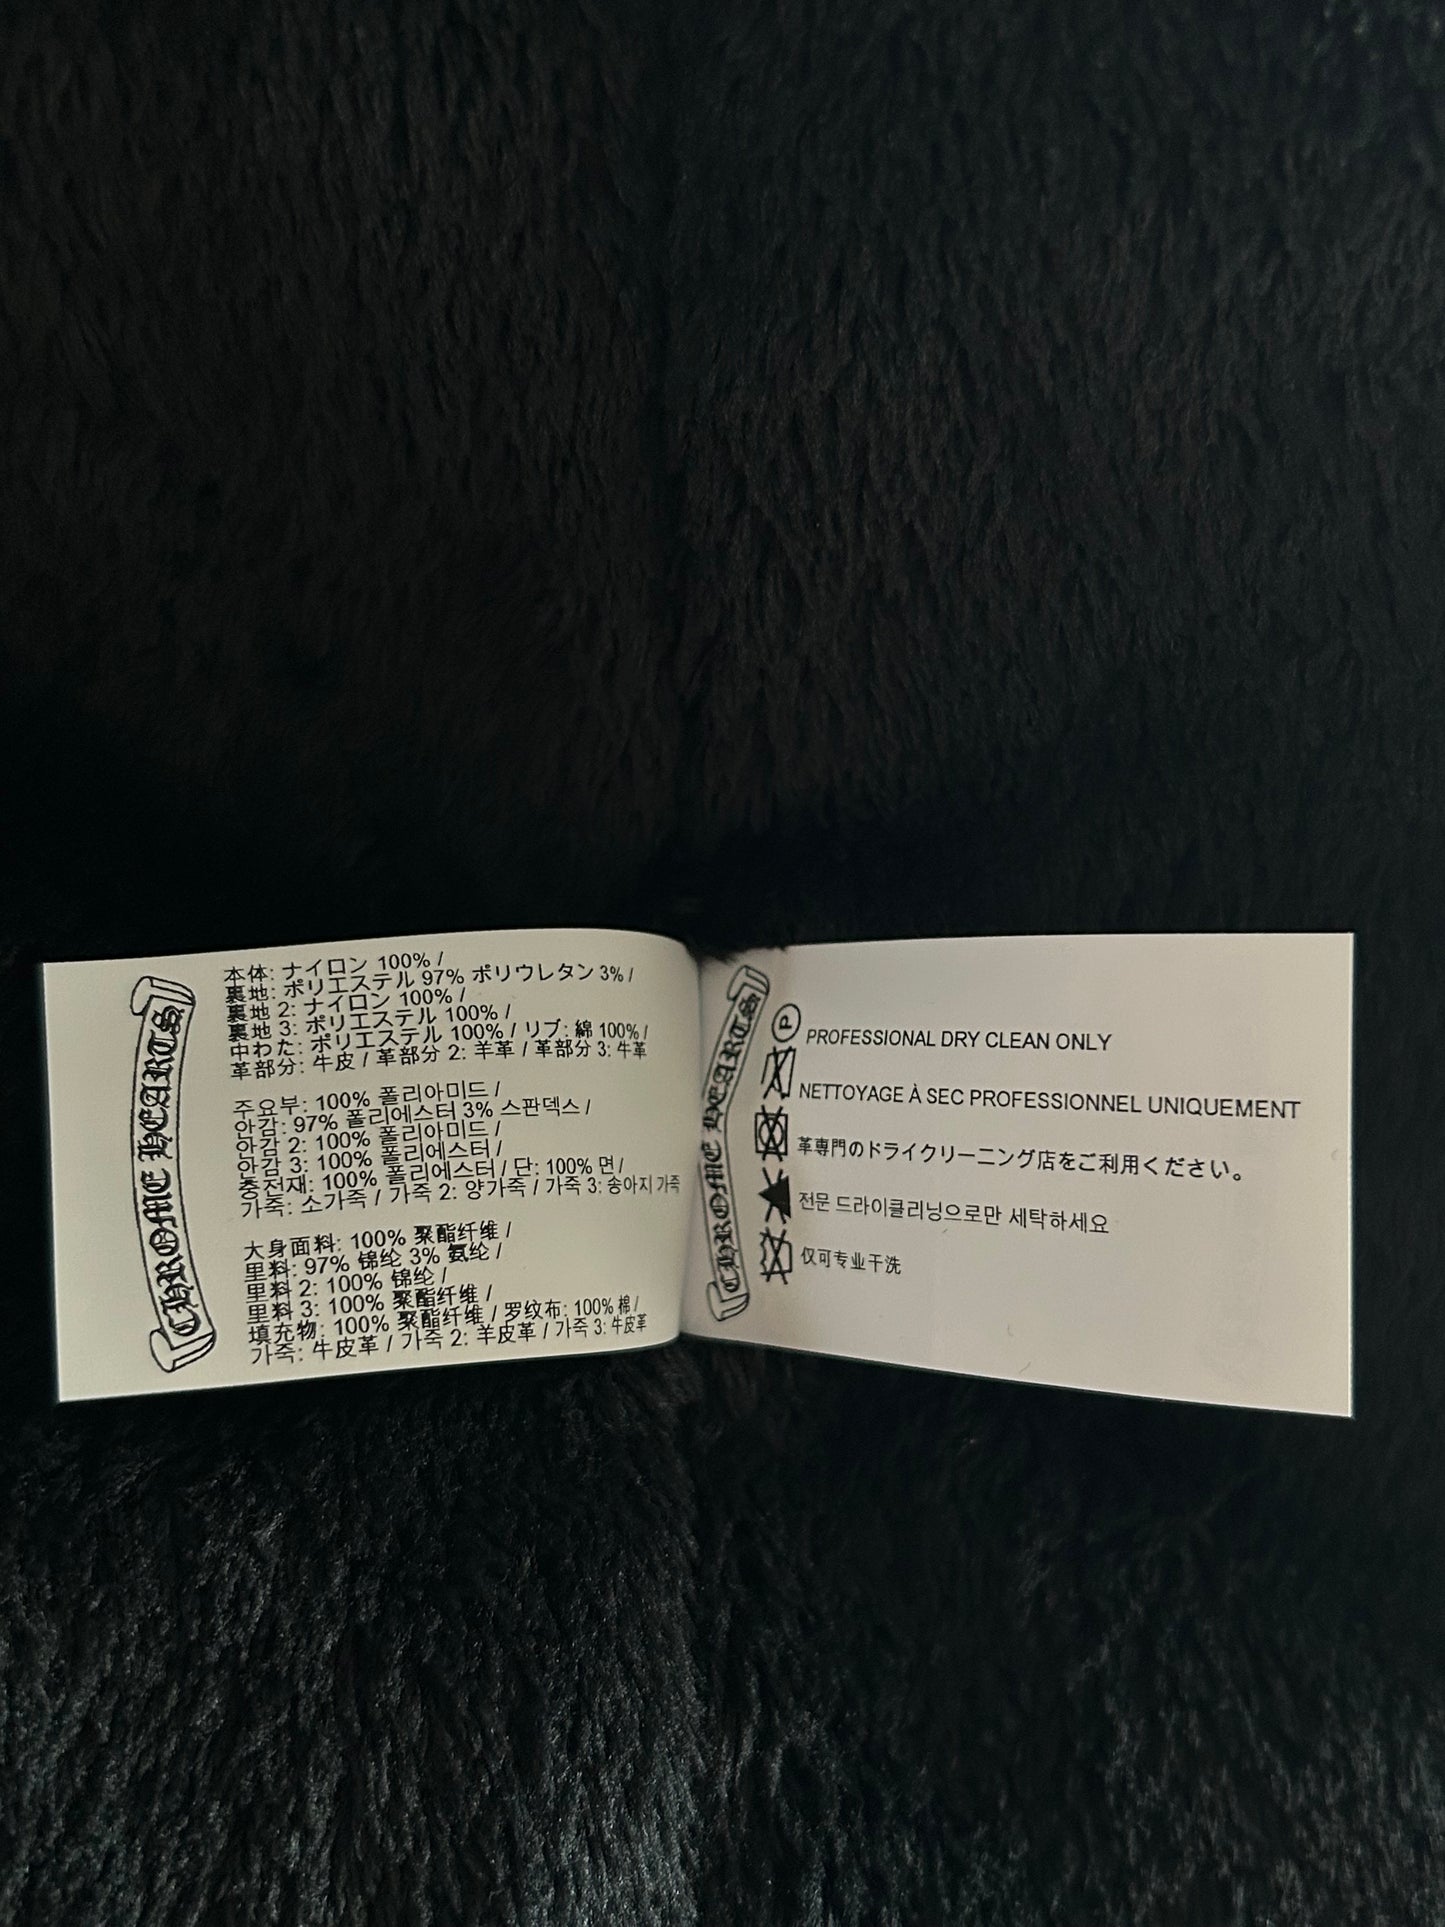 CHROME HEARTS
本体: ナイロン 100% /
裏地: ポリエステル 97% ポリウレタン 3% /
裏地 2: ナイロン 100% /
裏地 3: ポリエステル 100% /
中わた: ポリエステル 100% / リブ: 綿 100% /
革部分: 牛皮 / 革部分 2: 羊革 / 革部分 3: 牛革
주요부: 100% 폴리아미드 /
안감: 97% 폴리에스터 3% 스판덱스 /
안감 2: 100% 폴리아미드 /
안감 3: 100% 폴리에스터 /
충전재: 100% 폴리에스터 / 단: 100% 면 /
가죽: 소가죽 / 가죽 2: 양가죽 / 가죽 3: 송아지 가죽
大身面料: 100% 聚酯纤维 /
里料: 97% 锦纶 3% 氨纶 /
里料 2: 100% 锦纶 /
里料 3: 100% 聚酯纤维 /
填充物: 100% 聚酯纤维 / 罗纹布: 100% 棉 /
가죽: 牛皮革 / 가죽 2: 羊皮革 / 가죽 3: 牛皮革
CHROME HEARTS
P
PROFESSIONAL DRY CLEAN ONLY
NETTOYAGE À SEC PROFESSIONNEL UNIQUEMENT
革専門のドライクリーニング店をご利用ください。
전문 드라이클리닝으로만 세탁하세요
仅可专业干洗